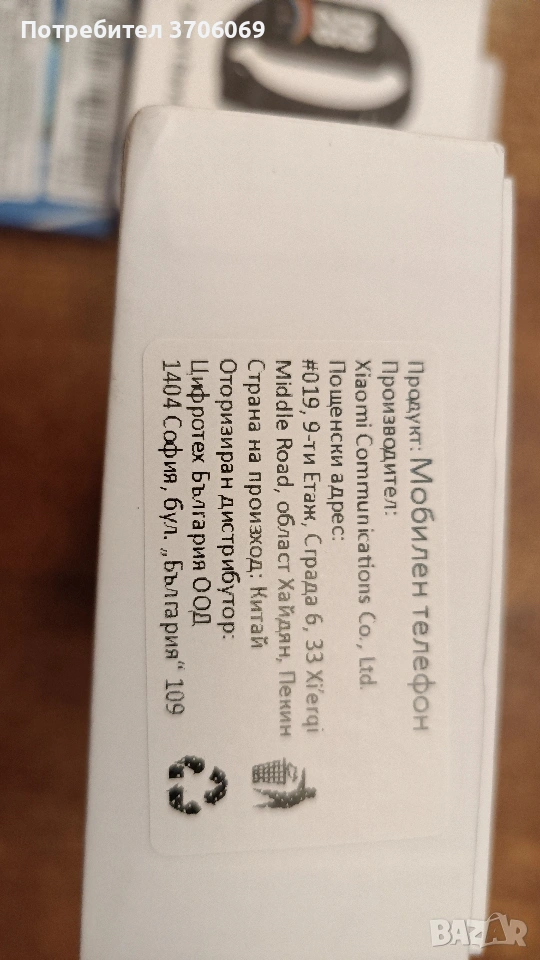 Потребител 3706069
Продукт: Мобилен телефон
Производител:
Xiaomi Communications Co., Ltd.
Пощенски адрес:
#019, 9-ти Етаж, Сграда 6, 33 Xi'erqi
Middle Road, област Хайдян, Пекин
Страна на произход: Китай
Оторизиран дистрибутор:
Цифротех България ООД
1404 София, бул. „България“ 109
BAZAR